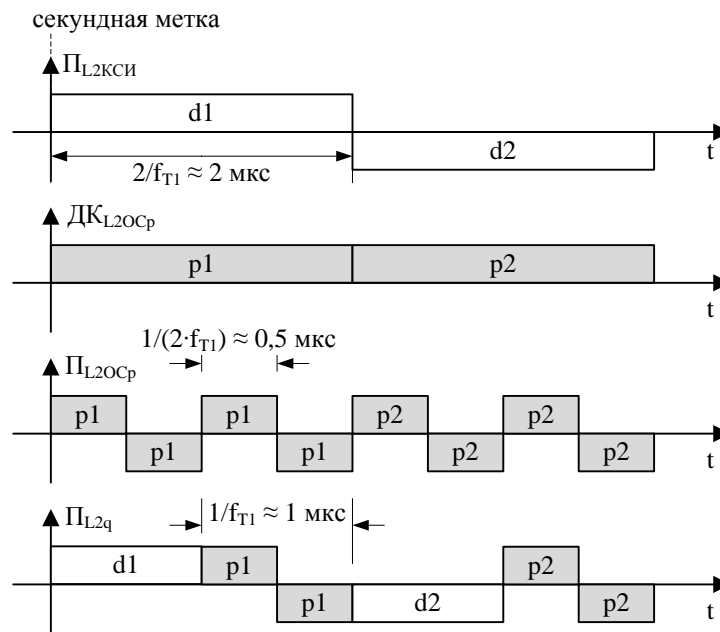 секундная метка
П_L2КСИ
d1
d2
t
2/f_T1 ≈ 2 мкс
ДК_L2OCp
p1 p2
t
1/(2·f_T1) ≈ 0,5 мкс
П_L2OCp
p1 p1 p2 p2
p1 p1 p2 p2
t
П_L2q
1/f_T1 ≈ 1 мкс
d1 p1 p2
p1 d2 p2
t